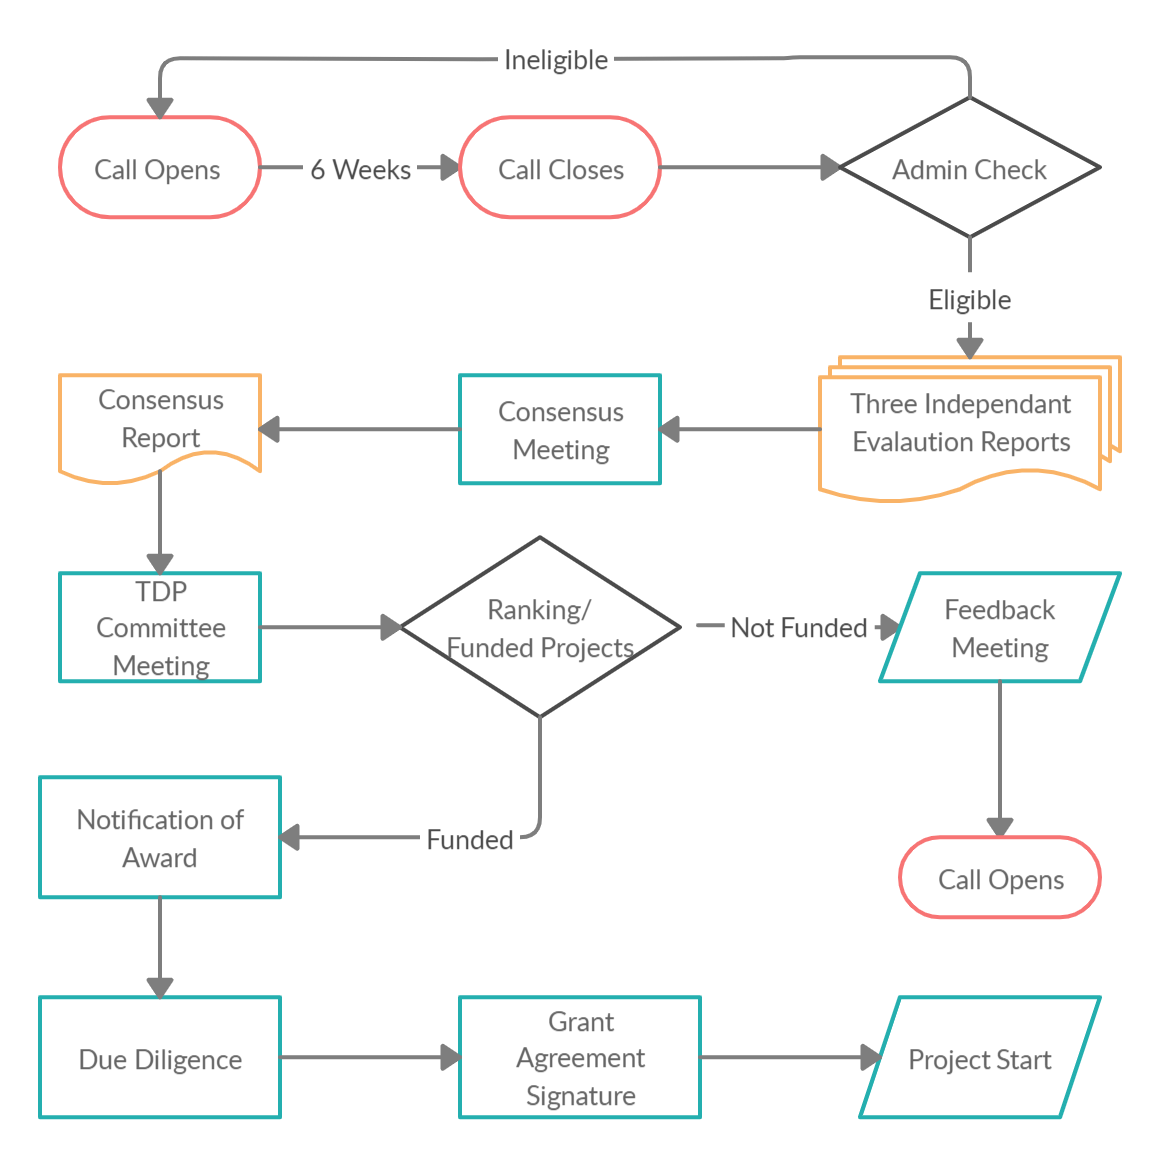 Ineligible
Call Opens
6 Weeks
Call Closes
Admin Check
Eligible
Three Independant
Evalaution Reports
Consensus
Meeting
Consensus
Report
TDP
Committee
Meeting
Ranking/
Funded Projects
Not Funded
Feedback
Meeting
Call Opens
Funded
Notification of
Award
Due Diligence
Grant
Agreement
Signature
Project Start